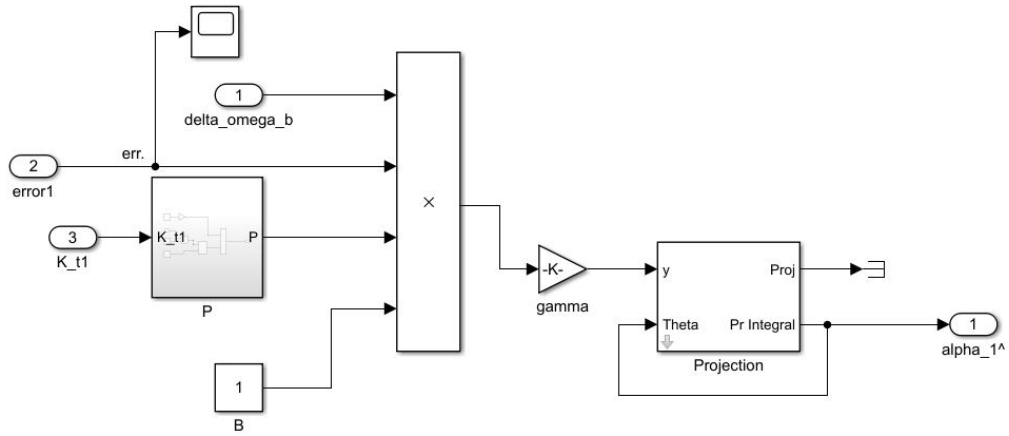 1
delta_omega_b
err.
2
error1
3
K_t1
K_t1
P
P
×
1
B
-K-
gamma
y
Proj
Theta
Pr Integral
Projection
1
alpha_1^